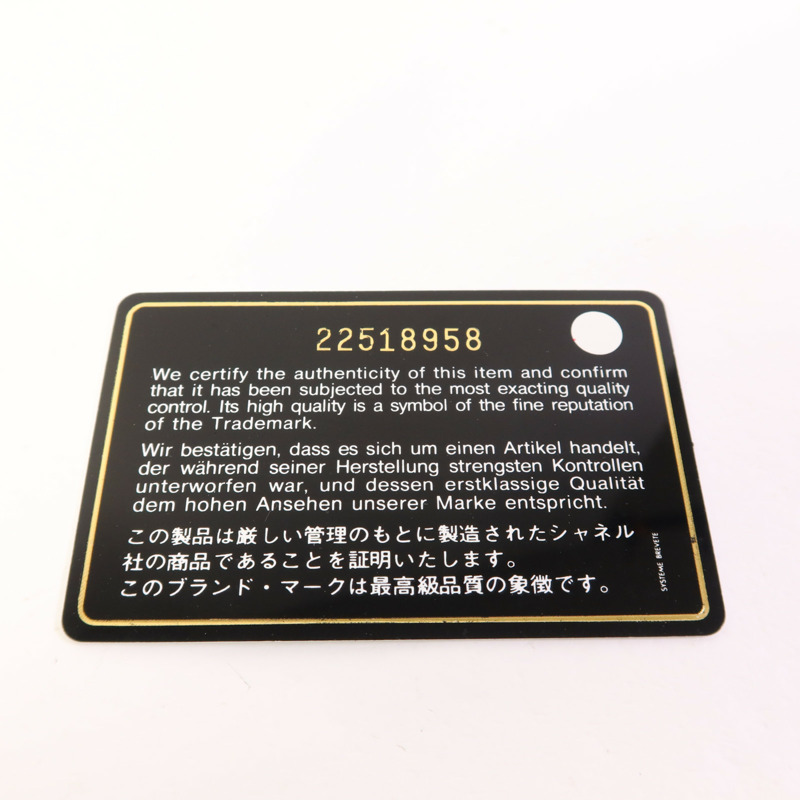 22518958
We certify the authenticity of this item and confirm
that it has been subjected to the most exacting quality
control. Its high quality is a symbol of the fine reputation
of the Trademark.
Wir bestätigen, dass es sich um einen Artikel handelt,
der während seiner Herstellung strengsten Kontrollen
unterworfen war, und dessen erstklassige Qualität
dem hohen Ansehen unserer Marke entspricht.
この製品は厳しい管理のもとに製造されたシャネル
社の商品であることを証明いたします。
このブランド・マークは最高級品質の象徴です。
SYSTEME BREVETE